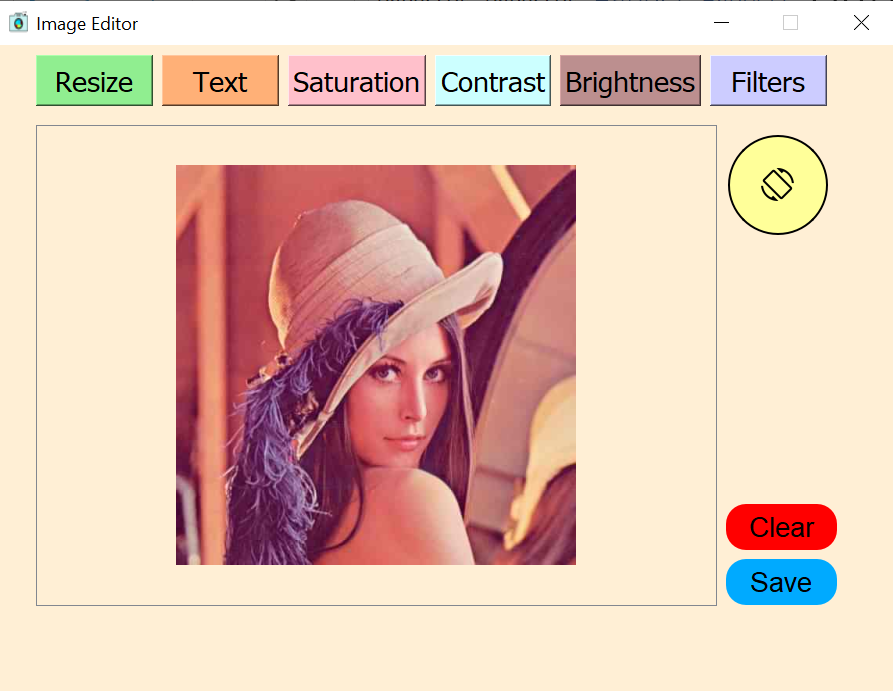 Image Editor
Resize Text Saturation Contrast Brightness Filters
Clear
Save